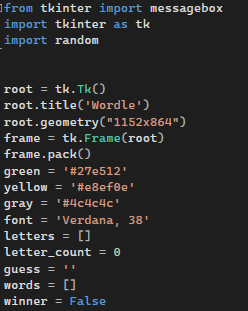 from tkinter import messagebox
import tkinter as tk
import random
root = tk.Tk()
root.title('Wordle')
root.geometry("1152x864")
frame = tk.Frame(root)
frame.pack()
green = '#27e512'
yellow = '#e8ef0e'
gray = '#4c4c4c'
font = 'Verdana, 38'
letters = []
letter_count = 0
guess = ''
words = []
winner = False